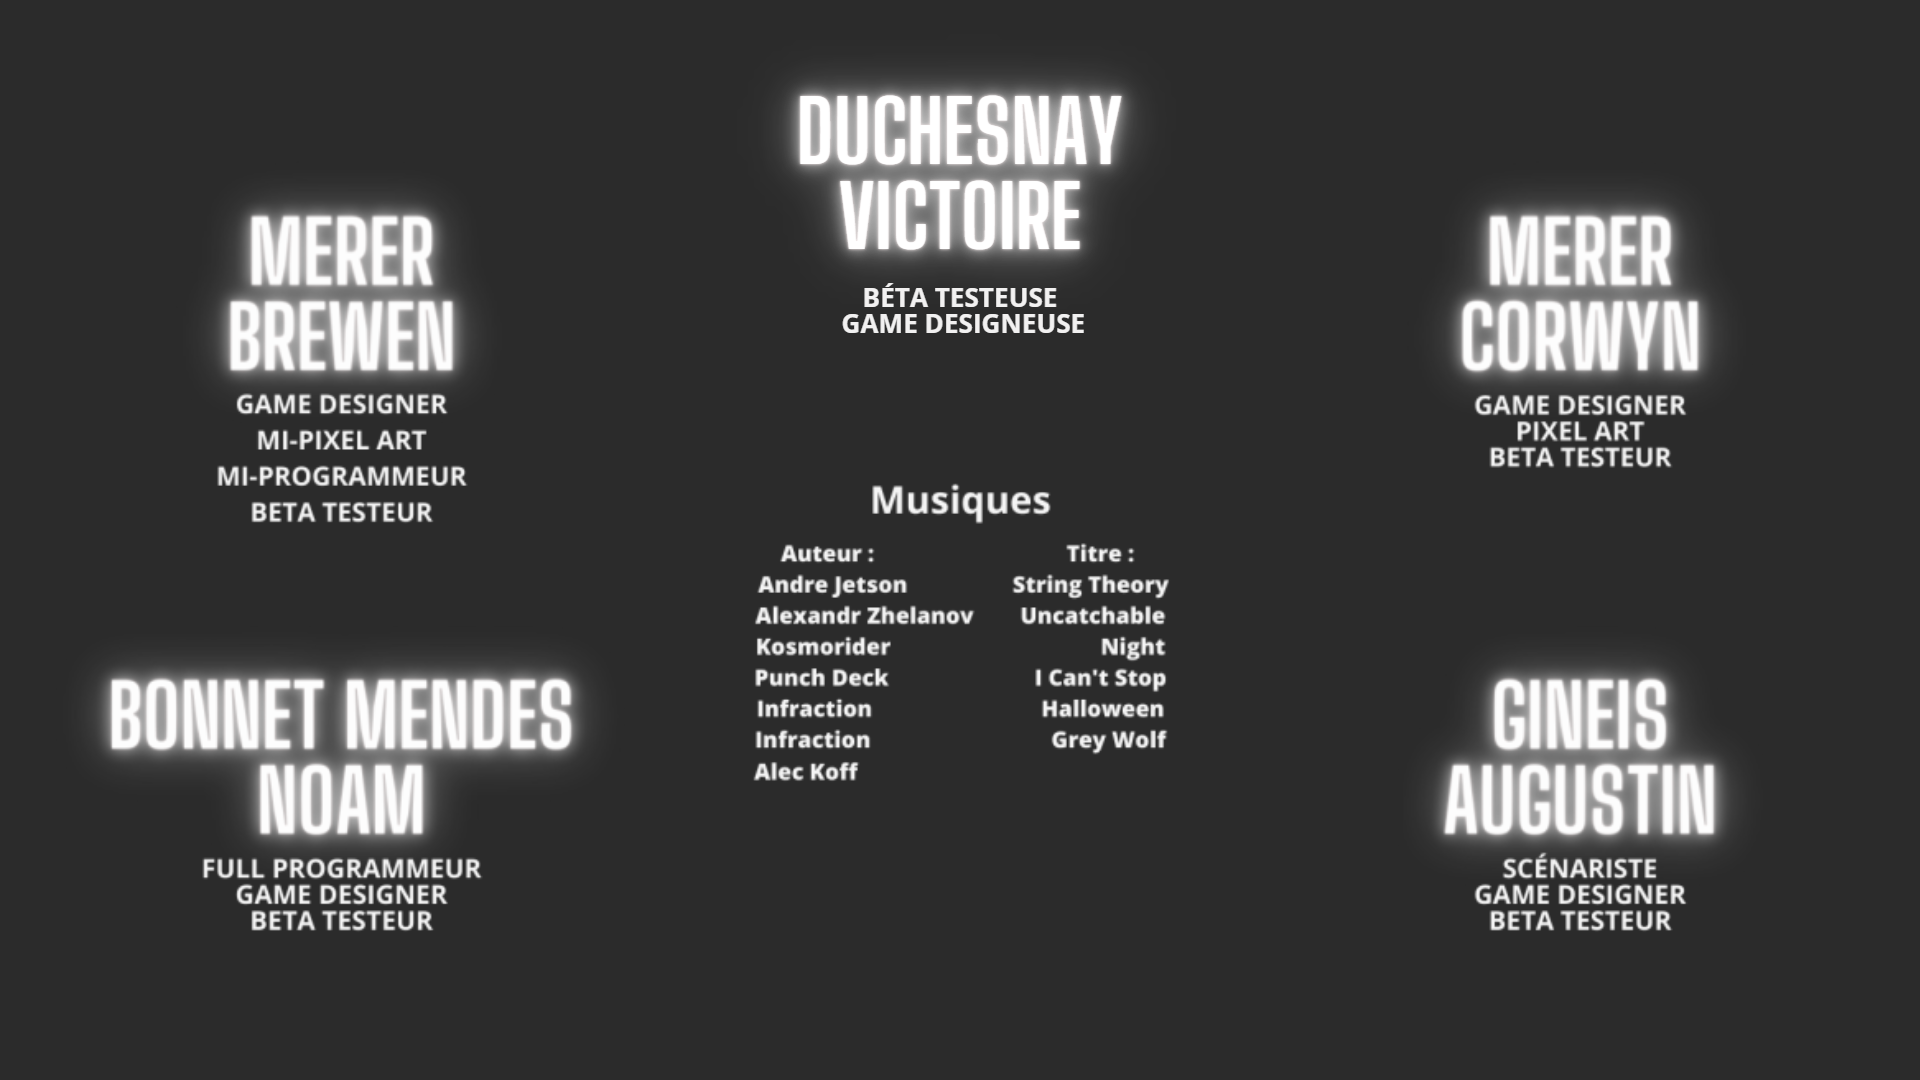 DUCHESNAY
VICTOIRE
BÉTA TESTEUSE
GAME DESIGNEUSE
MERER
BREWEN
GAME DESIGNER
MI-PIXEL ART
MI-PROGRAMMEUR
BETA TESTEUR
MERER
CORWYN
GAME DESIGNER
PIXEL ART
BETA TESTEUR
Musiques
Auteur : Titre :
Andre Jetson String Theory
Alexandr Zhelanov Uncatchable
Kosmorider Night
Punch Deck I Can't Stop
Infraction Halloween
Infraction Grey Wolf
Alec Koff
BONNET MENDES
NOAM
FULL PROGRAMMEUR
GAME DESIGNER
BETA TESTEUR
GINEIS
AUGUSTIN
SCÉNARISTE
GAME DESIGNER
BETA TESTEUR